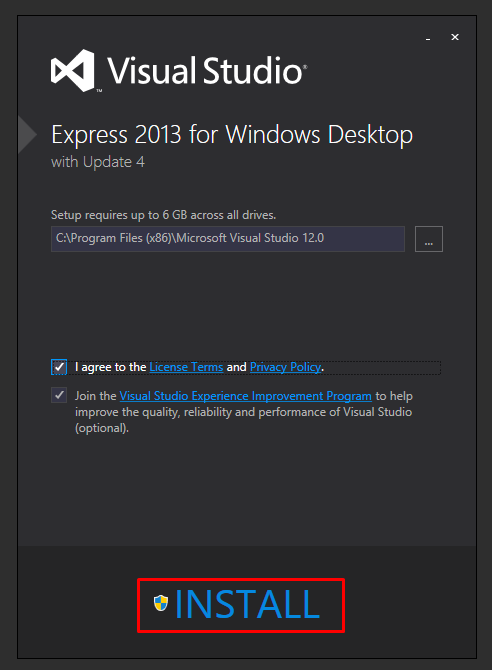 Visual Studio®
™
Express 2013 for Windows Desktop
with Update 4
Setup requires up to 6 GB across all drives.
C:\Program Files (x86)\Microsoft Visual Studio 12.0
...
I agree to the License Terms and Privacy Policy.
Join the Visual Studio Experience Improvement Program to help
improve the quality, reliability and performance of Visual Studio
(optional).
INSTALL